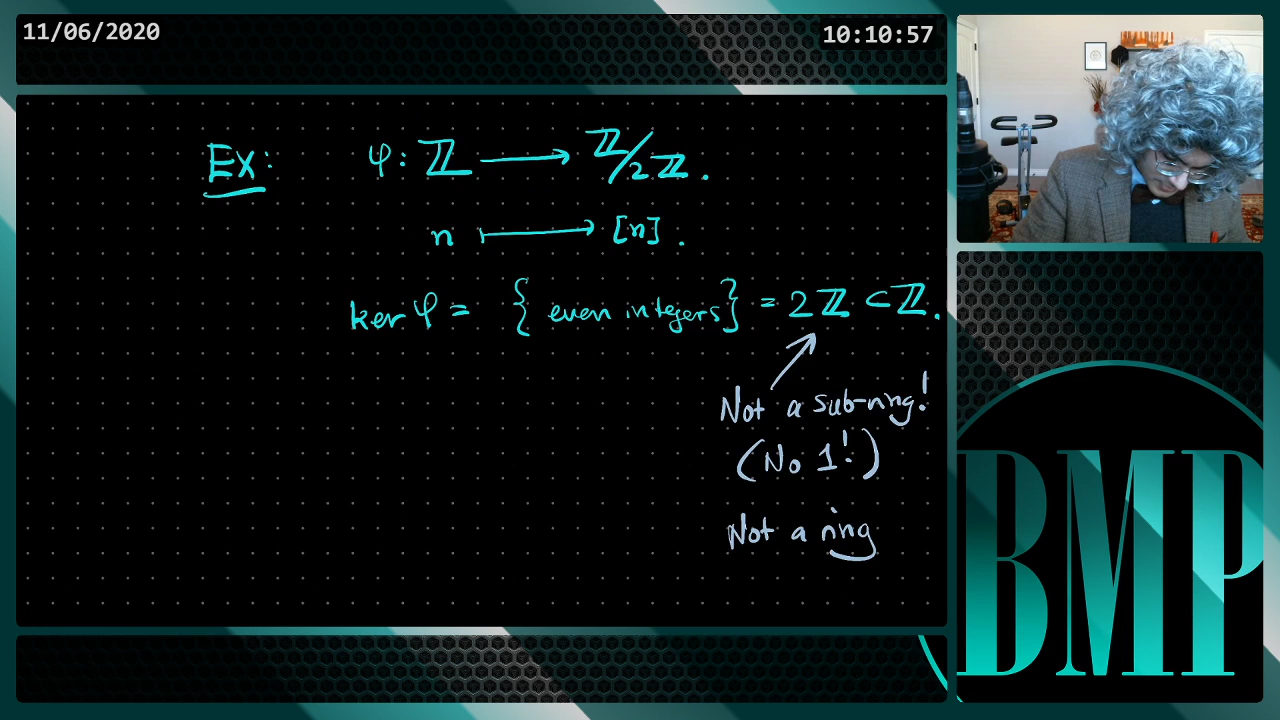 11/06/2020
10:10:57
EX: φ: ℤ ⟶ ℤ/2ℤ.
n ⟼ [n].
ker φ = { even integers } = 2ℤ ⊂ ℤ.
Not a sub-ring!
(No 1!)
Not a ring
BMP